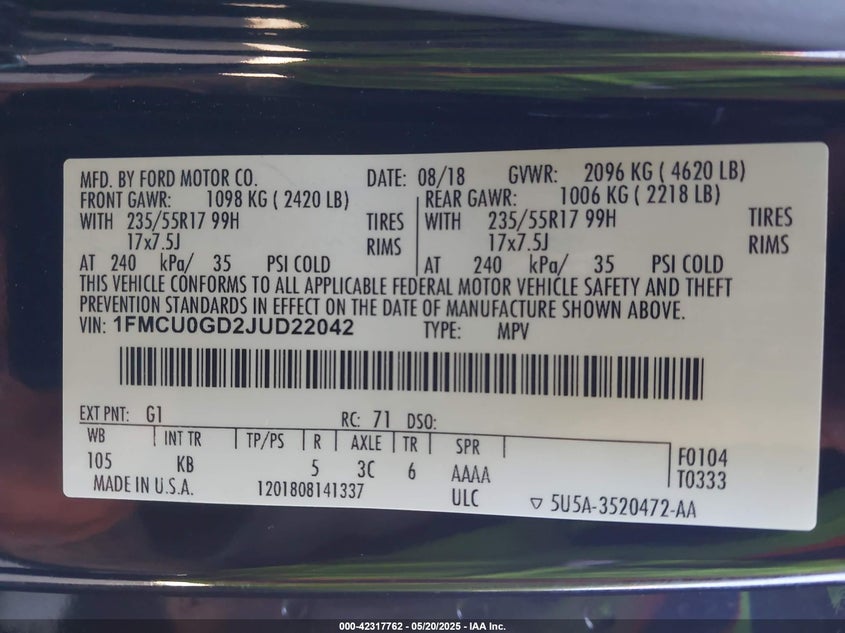 MFD. BY FORD MOTOR CO. DATE: 08/18 GVWR: 2096 KG ( 4620 LB)
FRONT GAWR: 1098 KG ( 2420 LB) REAR GAWR: 1006 KG ( 2218 LB)
WITH 235/55R17 99H TIRES WITH 235/55R17 99H TIRES
17x7.5J RIMS 17x7.5J RIMS
AT 240 kPa/ 35 PSI COLD AT 240 kPa/ 35 PSI COLD
THIS VEHICLE CONFORMS TO ALL APPLICABLE FEDERAL MOTOR VEHICLE SAFETY AND THEFT
PREVENTION STANDARDS IN EFFECT ON THE DATE OF MANUFACTURE SHOWN ABOVE.
VIN: 1FMCU0GD2JUD22042 TYPE: MPV
EXT PNT: G1 RC: 71 DSO:
WB INT TR TP/PS R AXLE TR SPR
105 KB 5 3C 6 AAAA F0104
T0333
MADE IN U.S.A. 1201808141337 ULC ▽ 5U5A-3520472-AA
000-42317762 — 05/20/2025 — IAA Inc.